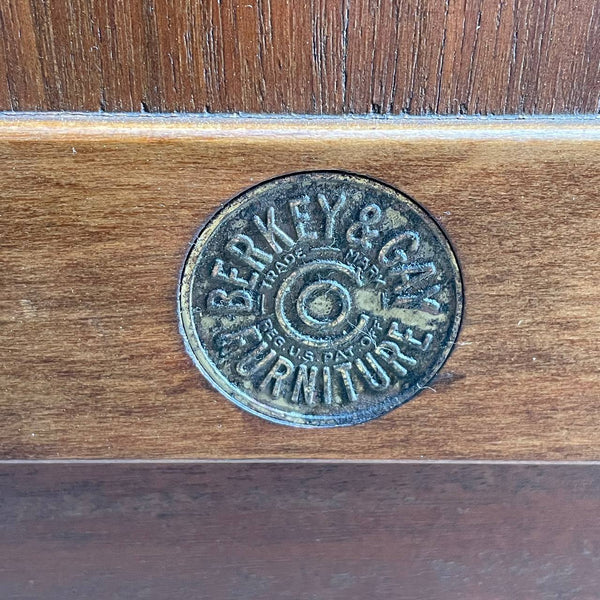 BERKEY & GAY
FURNITURE
TRADE MARK
REG. U.S. PAT. OFF.